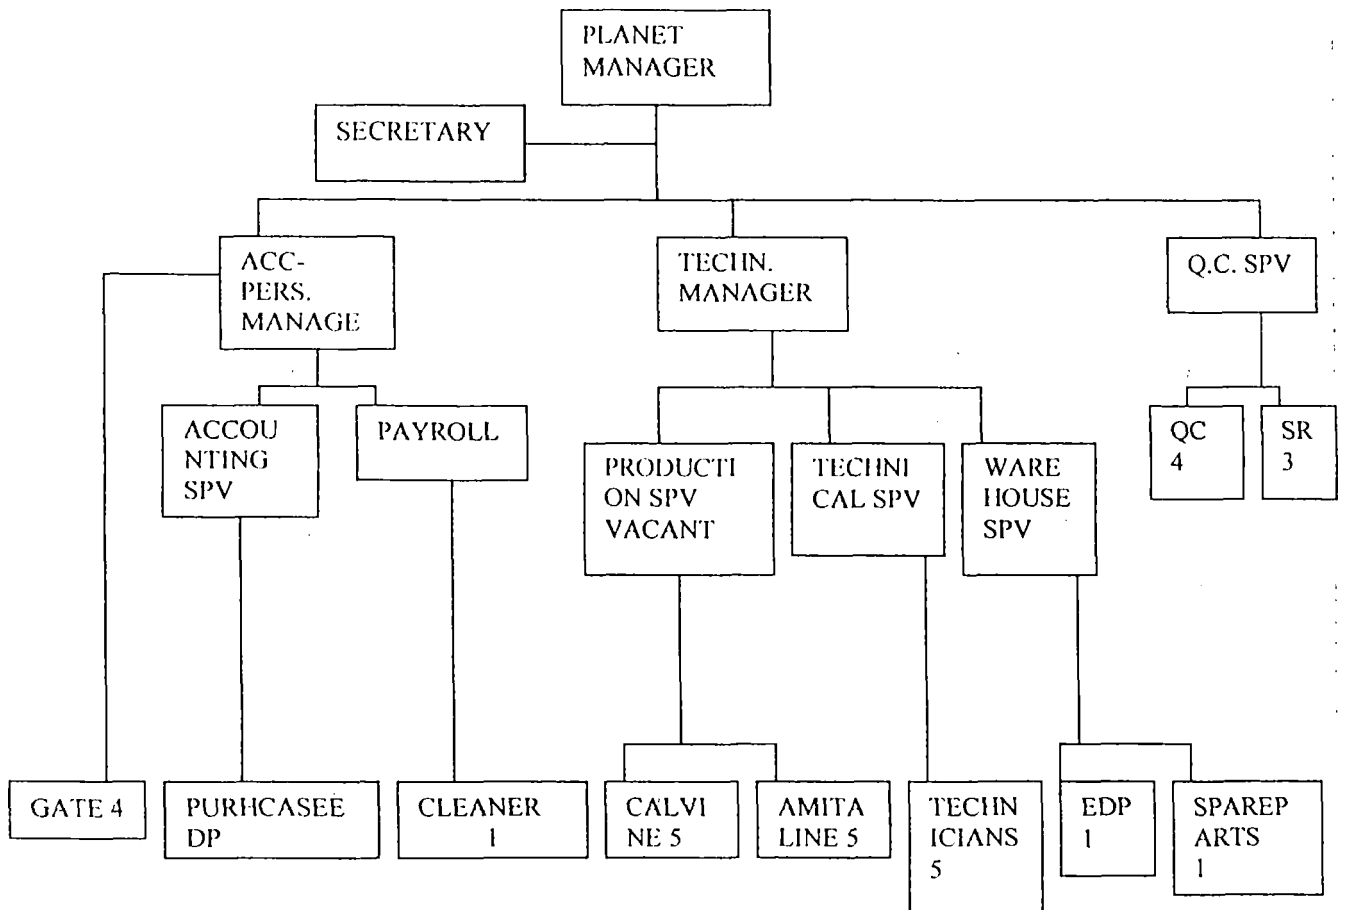 PLANET
MANAGER
SECRETARY
ACC-
PERS.
MANAGE
TECHN.
MANAGER
Q.C. SPV
ACCOU
NTING
SPV
PAYROLL
PRODUCTI
ON SPV
VACANT
TECHNI
CAL SPV
WARE
HOUSE
SPV
QC
4
SR
3
GATE 4
PURHCASEE
DP
CLEANER
1
CALVI
NE 5
AMITA
LINE 5
TECHN
ICIANS
5
EDP
1
SPAREP
ARTS
1